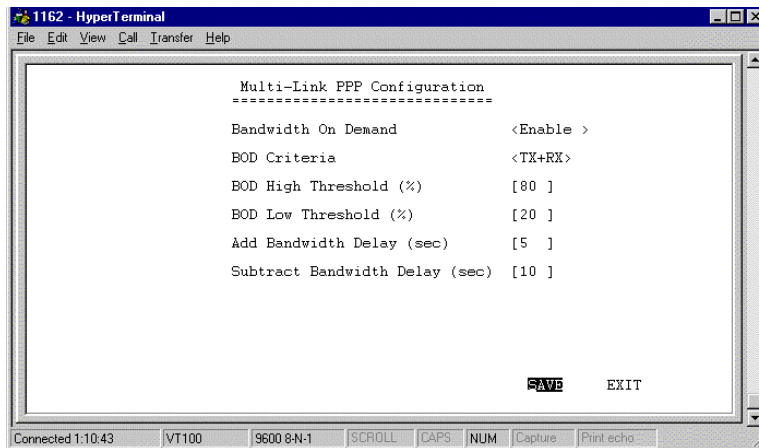 1162 - HyperTerminal
File Edit View Call Transfer Help
Multi-Link PPP Configuration
==============================
Bandwidth On Demand <Enable >
BOD Criteria <TX+RX>
BOD High Threshold (%) [80 ]
BOD Low Threshold (%) [20 ]
Add Bandwidth Delay (sec) [5  ]
Subtract Bandwidth Delay (sec) [10 ]
SAVE EXIT
Connected 1:10:43 VT100 9600 8-N-1 SCROLL CAPS NUM Capture Print echo